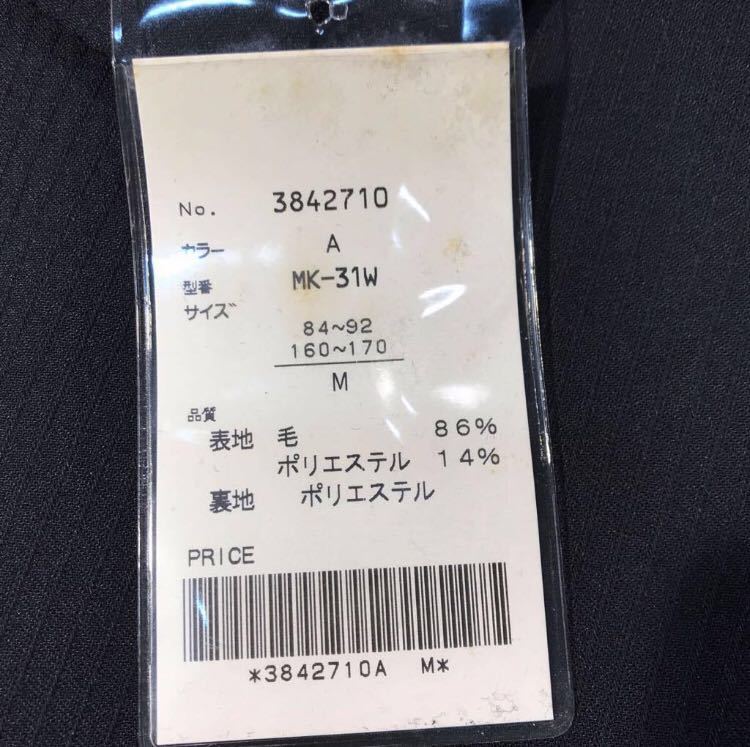 No. 3842710
カラー A
型番 MK-31W
サイズ
84~92
160~170
M
品質
表地 毛 86%
ポリエステル 14%
裏地 ポリエステル
PRICE
*3842710A M*